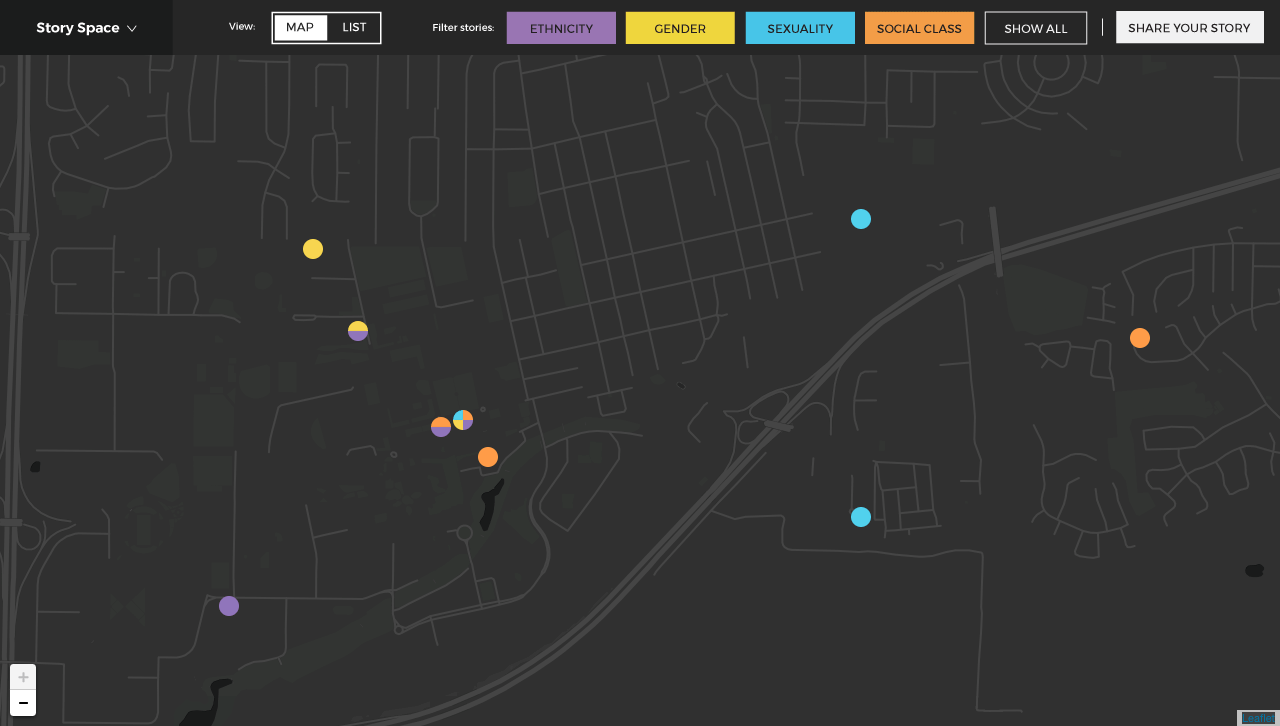 Story Space
View:
MAP
LIST
Filter stories:
ETHNICITY
GENDER
SEXUALITY
SOCIAL CLASS
SHOW ALL
SHARE YOUR STORY
+
−
Leaflet